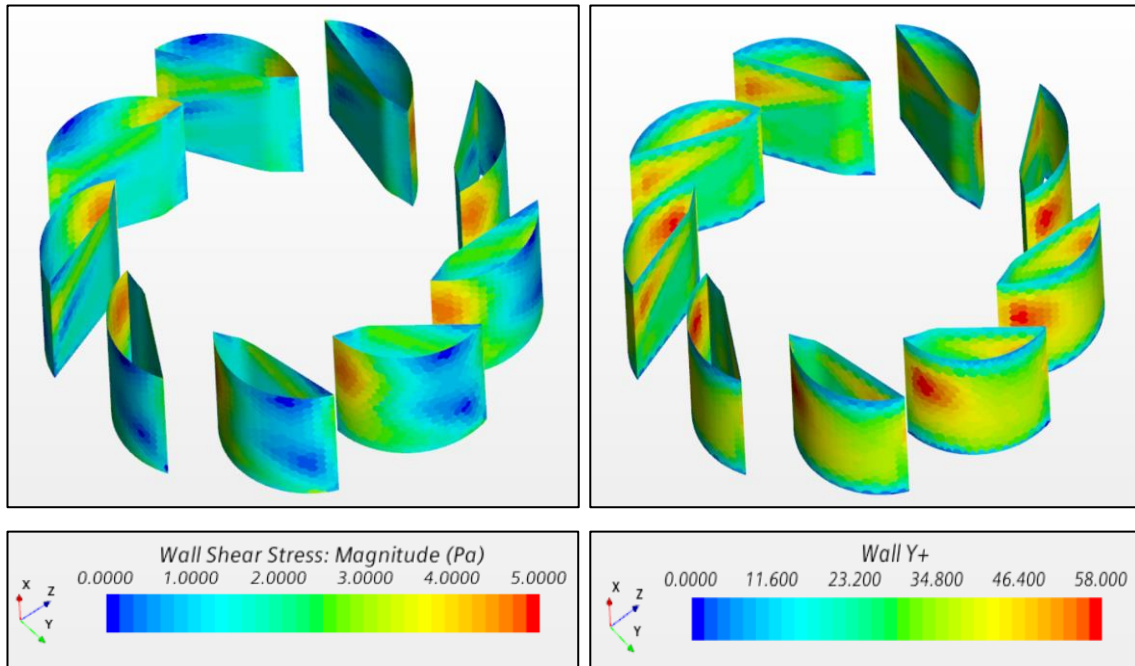 Wall Shear Stress: Magnitude (Pa)
0.0000 1.0000 2.0000 3.0000 4.0000 5.0000
X
Z
Y
Wall Y+
0.0000 11.600 23.200 34.800 46.400 58.000
X
Z
Y